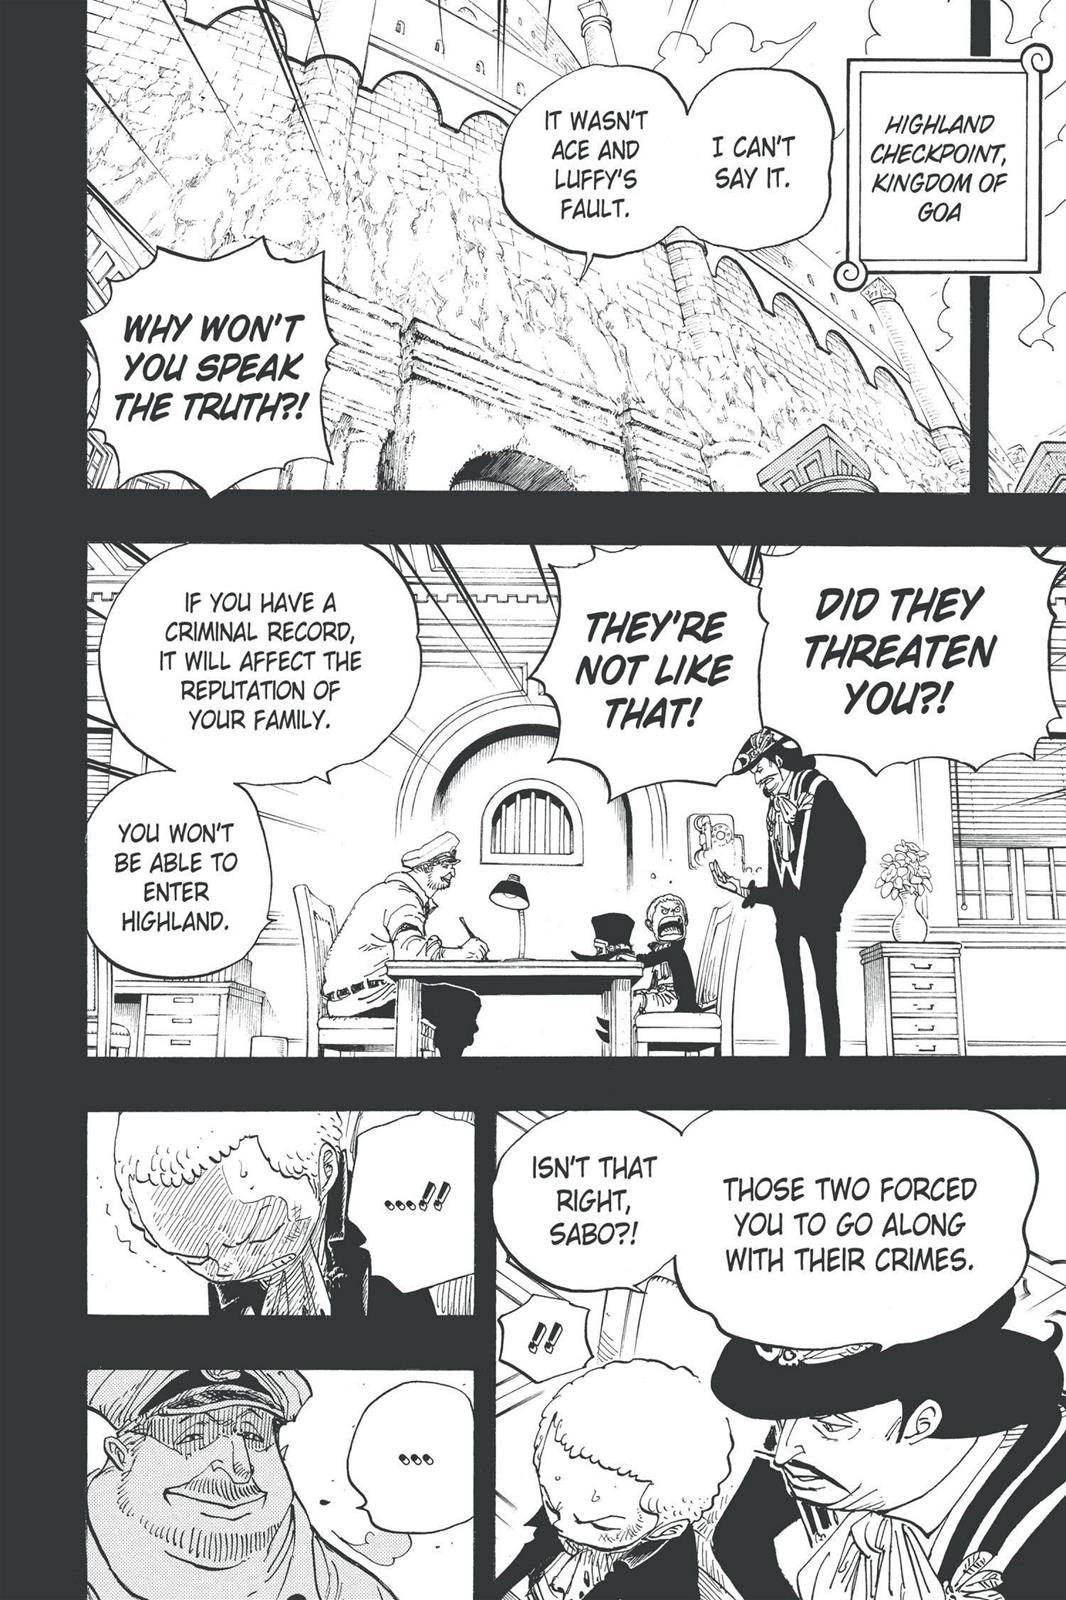 HIGHLAND
CHECKPOINT,
KINGDOM OF
GOA
I CAN'T
SAY IT.
IT WASN'T
ACE AND
LUFFY'S
FAULT.
WHY WON'T
YOU SPEAK
THE TRUTH?!
DID THEY
THREATEN
YOU?!
THEY'RE
NOT LIKE
THAT!
IF YOU HAVE A
CRIMINAL RECORD,
IT WILL AFFECT THE
REPUTATION OF
YOUR FAMILY.
YOU WON'T
BE ABLE TO
ENTER
HIGHLAND.
THOSE TWO FORCED
YOU TO GO ALONG
WITH THEIR CRIMES.
ISN'T THAT
RIGHT,
SABO?!
!!
...!!
...